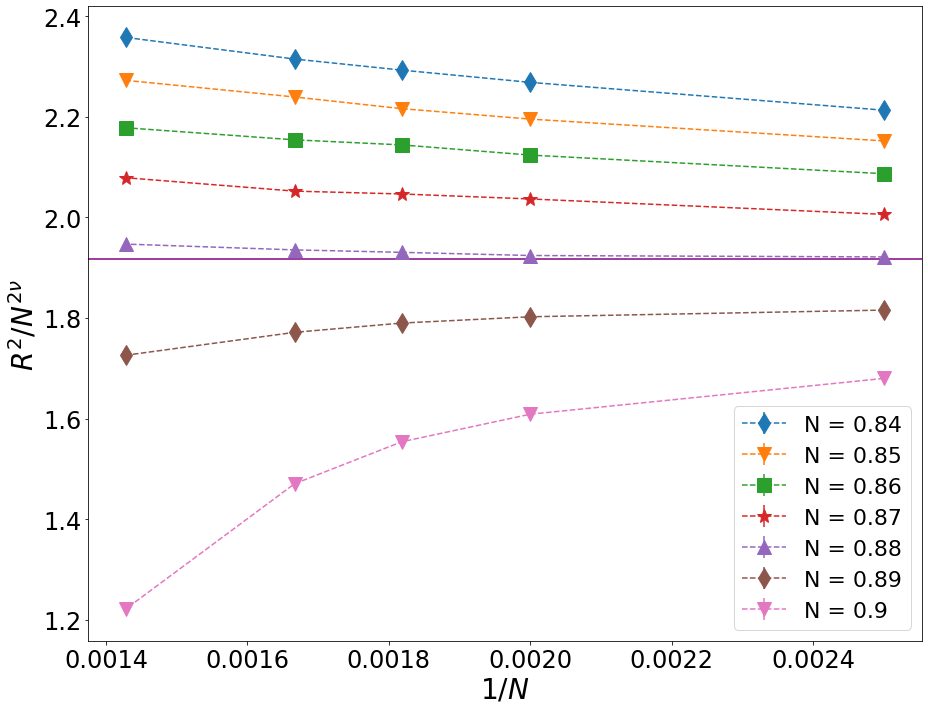 2.4
2.2
2.0
1.8
1.6
1.4
1.2
R²/N²ᵛ
0.0014 0.0016 0.0018 0.0020 0.0022 0.0024
1/N
N = 0.84
N = 0.85
N = 0.86
N = 0.87
N = 0.88
N = 0.89
N = 0.9